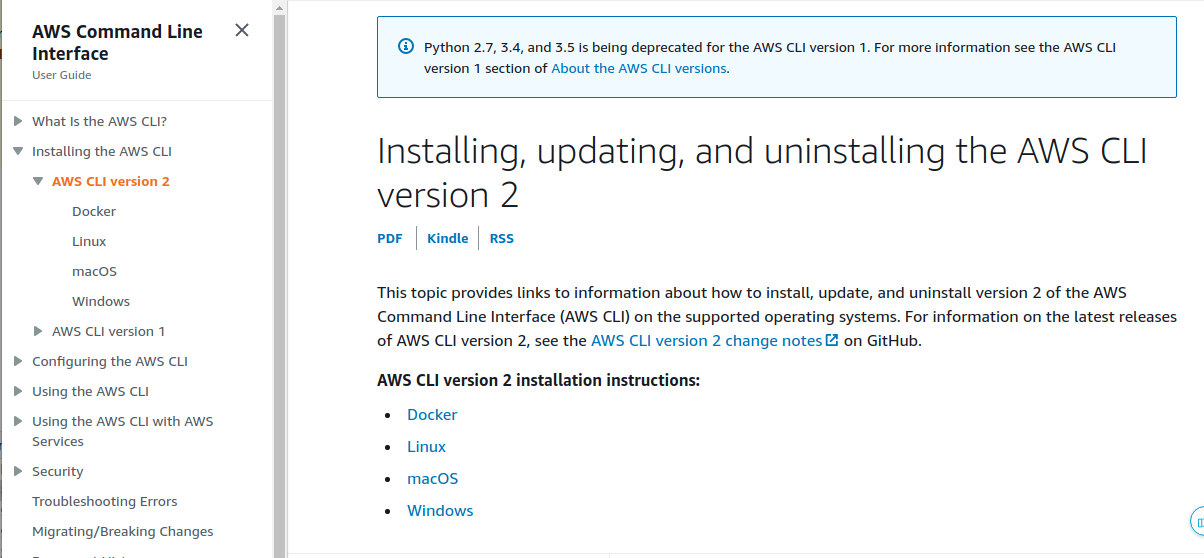 AWS Command Line
Interface
User Guide
What Is the AWS CLI?
Installing the AWS CLI
AWS CLI version 2
Docker
Linux
macOS
Windows
AWS CLI version 1
Configuring the AWS CLI
Using the AWS CLI
Using the AWS CLI with AWS
Services
Security
Troubleshooting Errors
Migrating/Breaking Changes
Python 2.7, 3.4, and 3.5 is being deprecated for the AWS CLI version 1. For more information see the AWS CLI
version 1 section of About the AWS CLI versions.
Installing, updating, and uninstalling the AWS CLI
version 2
PDF Kindle RSS
This topic provides links to information about how to install, update, and uninstall version 2 of the AWS
Command Line Interface (AWS CLI) on the supported operating systems. For information on the latest releases
of AWS CLI version 2, see the AWS CLI version 2 change notes on GitHub.
AWS CLI version 2 installation instructions:
• Docker
• Linux
• macOS
• Windows